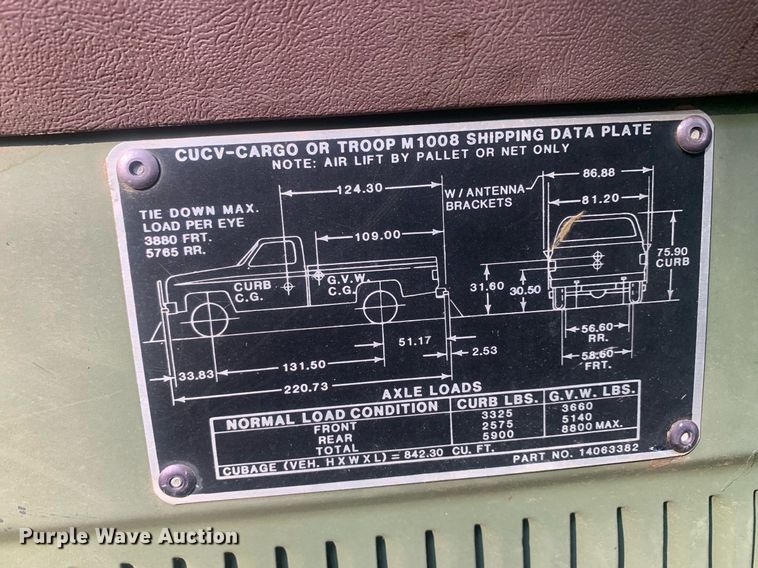 CUCV-CARGO OR TROOP M1008 SHIPPING DATA PLATE
NOTE: AIR LIFT BY PALLET OR NET ONLY
124.30
W/ANTENNA BRACKETS
86.88
81.20
TIE DOWN MAX.
LOAD PER EYE
3880 FRT.
5765 RR.
109.00
75.90
CURB
CURB
C.G.
G.V.W.
C.G.
31.60
30.50
51.17
56.60
RR.
33.83
131.50
2.53
58.60
FRT.
220.73
AXLE LOADS
NORMAL LOAD CONDITION CURB LBS. G.V.W. LBS.
FRONT 3325 3660
REAR 2575 5140
TOTAL 5900 8800 MAX.
CUBAGE (VEH. HXWXL) = 842.30 CU. FT.
PART NO. 14063382
Purple Wave Auction